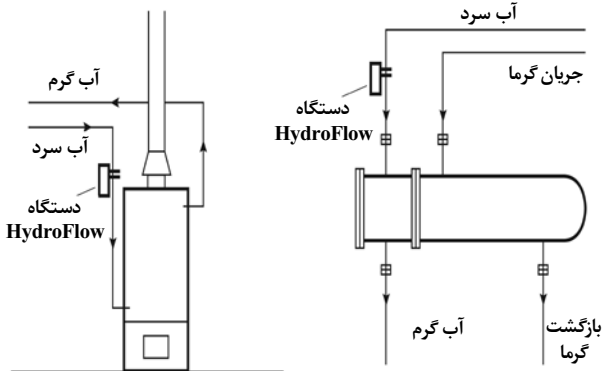 آب گرم
آب سرد
دستگاه
HydroFlow
آب سرد
جریان گرما
دستگاه
HydroFlow
آب گرم
بازگشت
گرما